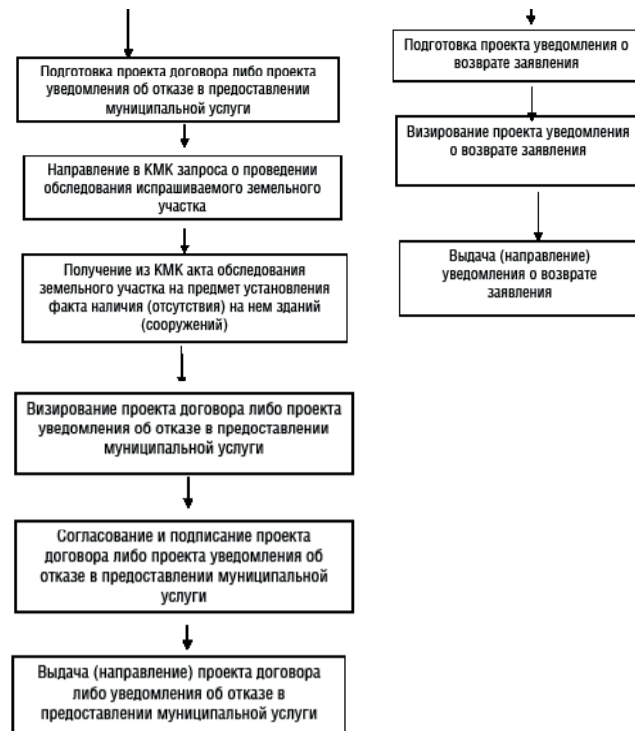 Подготовка проекта договора либо проекта
уведомления об отказе в предоставлении
муниципальной услуги
Направление в КМК запроса о проведении
обследования испрашиваемого земельного
участка
Получение из КМК акта обследования
земельного участка на предмет установления
факта наличия (отсутствия) на нем зданий
(сооружений)
Визирование проекта договора либо проекта
уведомления об отказе в предоставлении
муниципальной услуги
Согласование и подписание проекта
договора либо проекта уведомления об
отказе в предоставлении муниципальной
услуги
Выдача (направление) проекта договора
либо уведомления об отказе в
предоставлении муниципальной услуги
Подготовка проекта уведомления о
возврате заявления
Визирование проекта уведомления
о возврате заявления
Выдача (направление)
уведомления о возврате
заявления